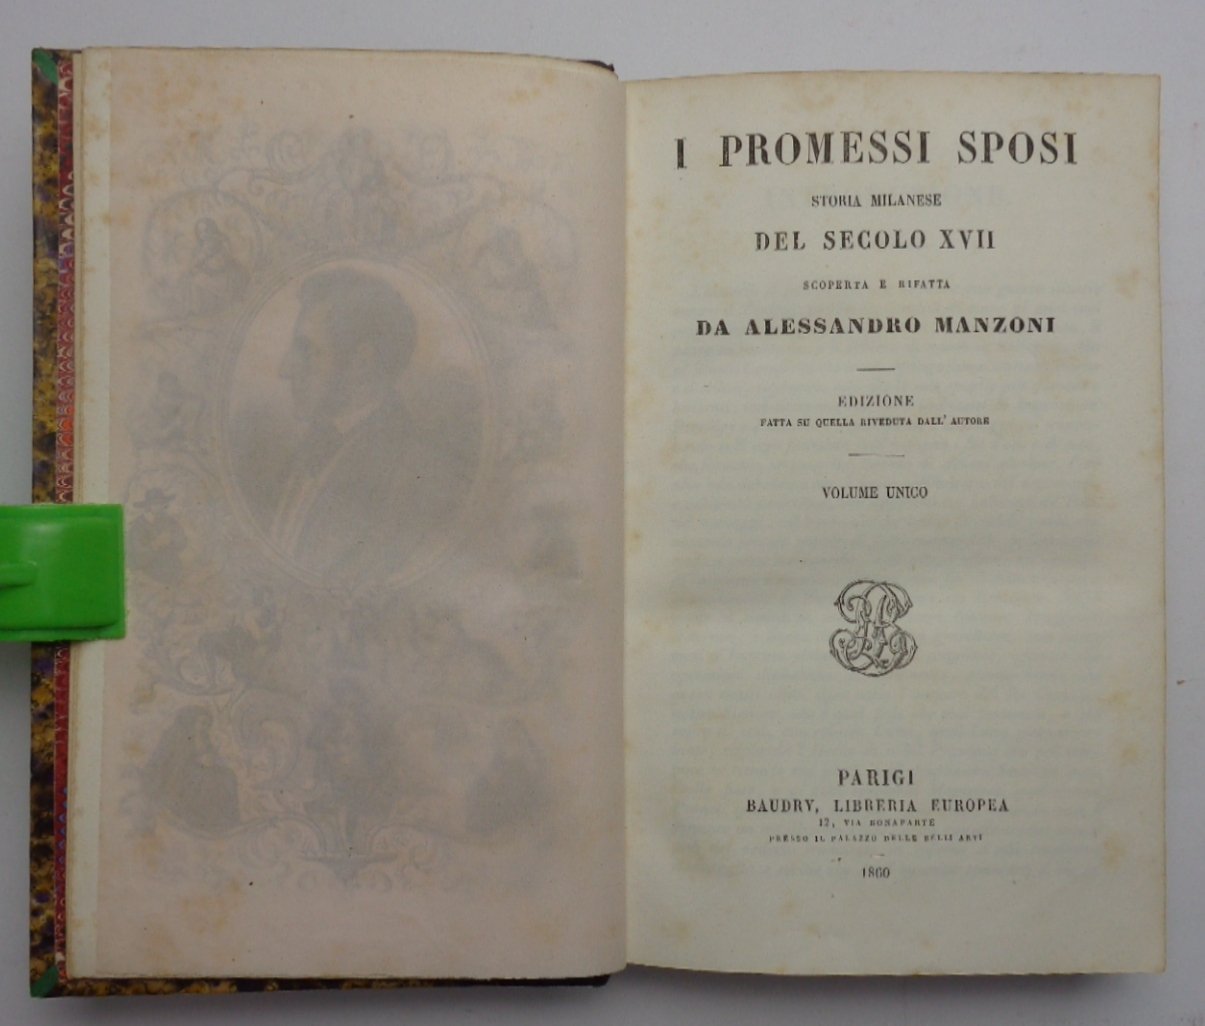 I PROMESSI SPOSI
STORIA MILANESE
DEL SECOLO XVII
SCOPERTA E RIFATTA
DA ALESSANDRO MANZONI
EDIZIONE
FATTA SU QUELLA RIVEDUTA DALL' AUTORE
VOLUME UNICO
PARIGI
BAUDRY, LIBRERIA EUROPEA
12, VIA BONAPARTE
PRESSO IL PALAZZO DELLE BELLE ARTI
1860